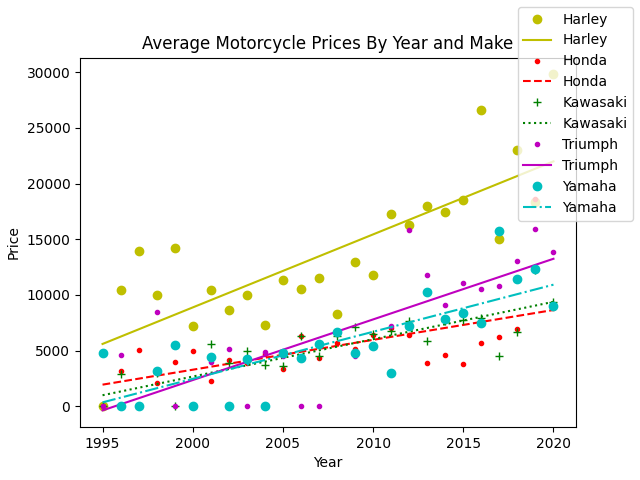 Average Motorcycle Prices By Year and Make
Harley
Harley
Honda
Honda
Kawasaki
Kawasaki
Triumph
Triumph
Yamaha
Yamaha
Price
30000
25000
20000
15000
10000
5000
0
1995
2000
2005
2010
2015
2020
Year